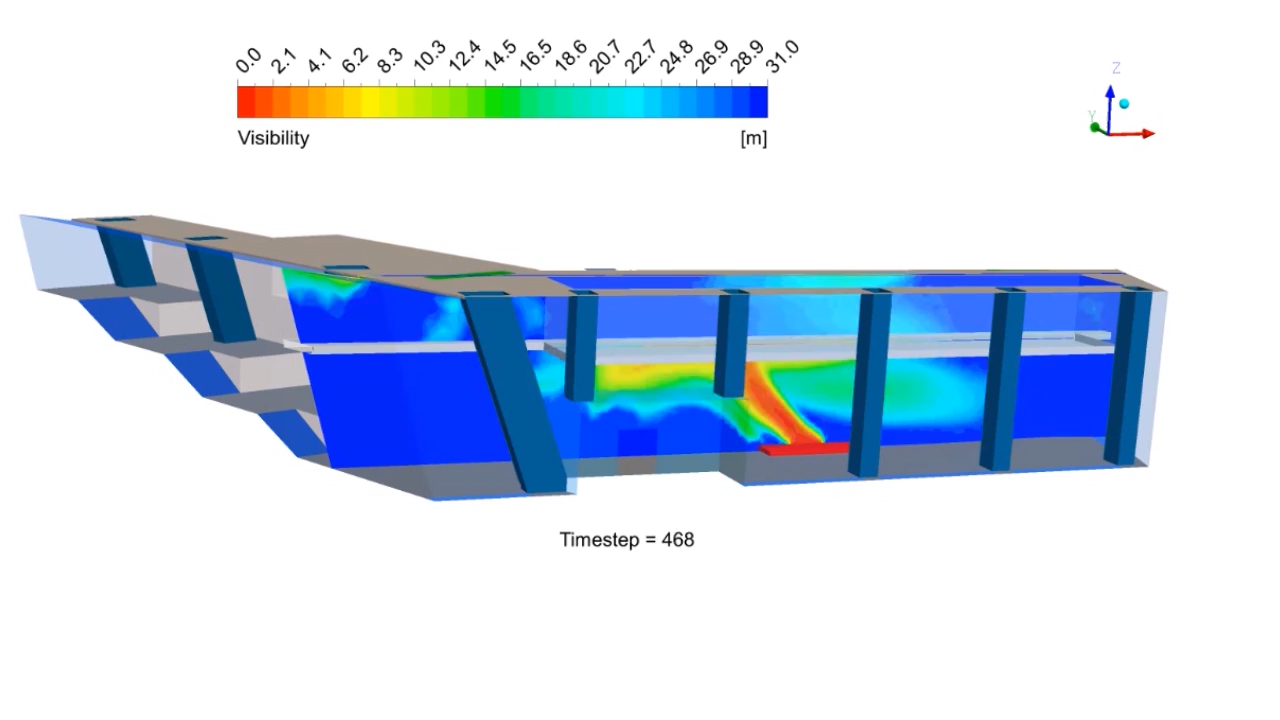 0.0 2.1 4.1 6.2 8.3 10.3 12.4 14.5 16.5 18.6 20.7 22.7 24.8 26.9 28.9 31.0
Visibility [m]
Z
Y
Timestep = 468